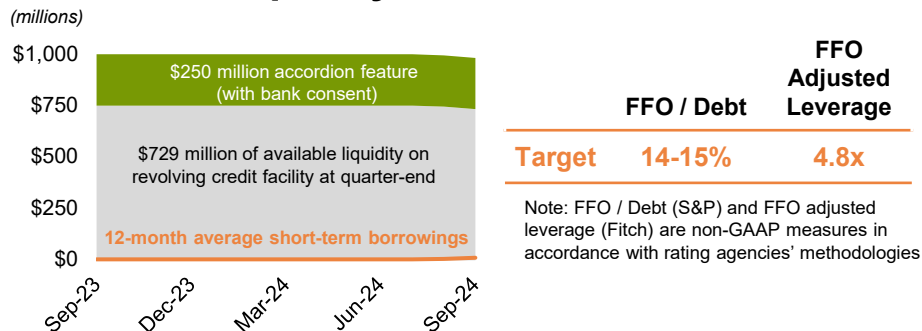 (millions)
$1,000
$750
$500
$250
$0
$250 million accordion feature
(with bank consent)
$729 million of available liquidity on
revolving credit facility at quarter-end
12-month average short-term borrowings
Sep-23
Dec-23
Mar-24
Jun-24
Sep-24
FFO / Debt
FFO
Adjusted
Leverage
Target 14-15% 4.8x
Note: FFO / Debt (S&P) and FFO adjusted
leverage (Fitch) are non-GAAP measures in
accordance with rating agencies’ methodologies